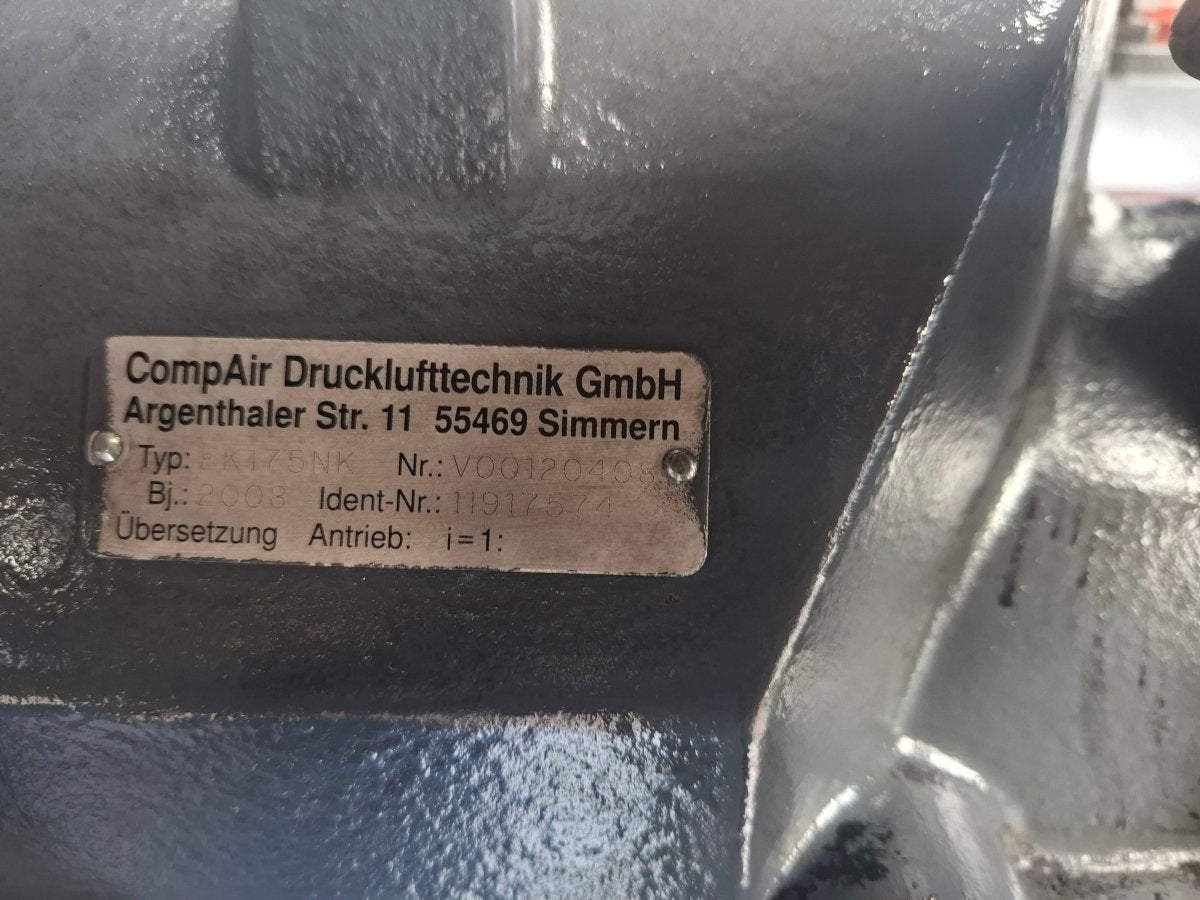 CompAir Drucklufttechnik GmbH
Argenthaler Str. 11 55469 Simmern
Typ: EK175NK Nr.: V00120408
Bj.: 2003 Ident-Nr.: 11917574
Übersetzung Antrieb: i=1: